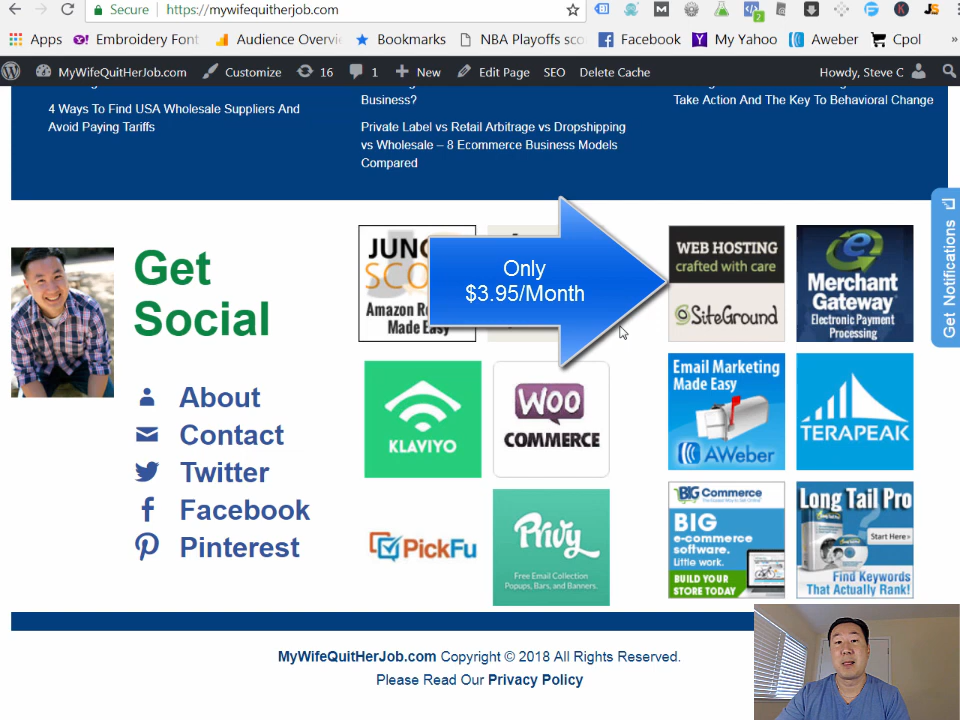 Secure https://mywifequitherjob.com
Apps Embroidery Font Audience Overvi Bookmarks NBA Playoffs sco Facebook My Yahoo Aweber Cpol »
MyWifeQuitHerJob.com Customize 16 1 New Edit Page SEO Delete Cache Howdy, Steve C
4 Ways To Find USA Wholesale Suppliers And
Avoid Paying Tariffs
Business?
Private Label vs Retail Arbitrage vs Dropshipping
vs Wholesale – 8 Ecommerce Business Models
Compared
Take Action And The Key To Behavioral Change
Get Notifications
Get
Social
About
Contact
Twitter
Facebook
Pinterest
JUNG
SCO
Amazon Re
Made Easy
Only
$3.95/Month
WEB HOSTING
crafted with care
SiteGround
Merchant
Gateway
Electronic Payment
Processing
KLAVIYO
WOO
COMMERCE
Email Marketing
Made Easy
AWeber
TERAPEAK
PickFu
Privy
Free Email Collection
Popups, Bars, and Banners.
BIG Commerce
BIG
e-commerce
software.
Little work.
BUILD YOUR
STORE TODAY
Long Tail Pro
Start Here »
Find Keywords
That Actually Rank!
MyWifeQuitHerJob.com Copyright © 2018 All Rights Reserved.
Please Read Our Privacy Policy